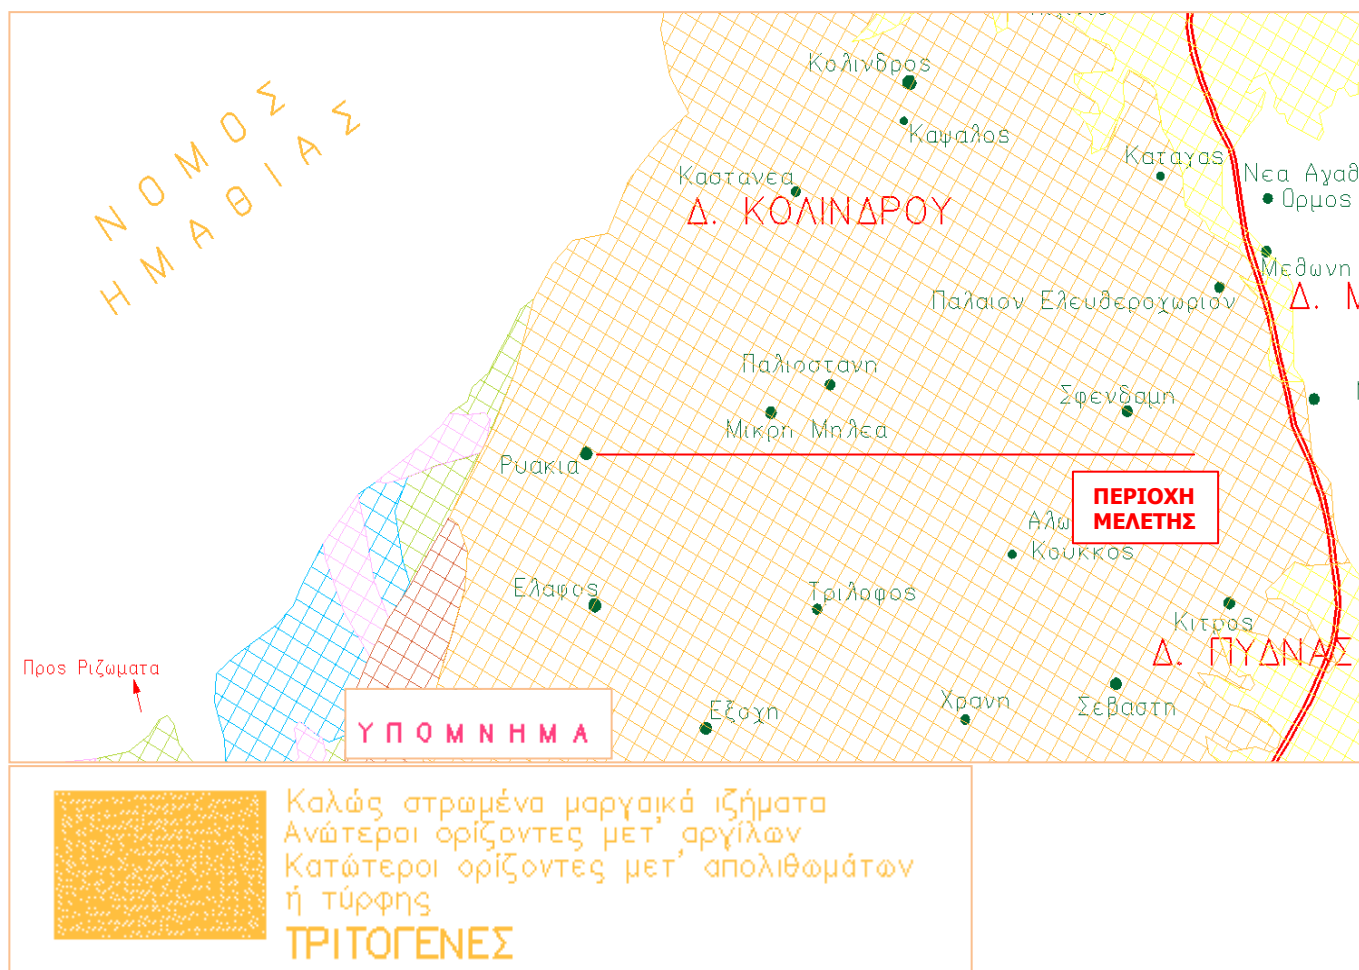 Κολινδρος
Καψαλος
ΝΟΜΟΣ
ΗΜΑΘΙΑΣ
Καταχας
Καστανεα
Νεα Αγαθ
Ορμος
Δ. ΚΟΛΙΝΔΡΟΥ
Μεθωνη
Παλαιον Ελευθεροχωριον
Δ. Μ
Παλιοστανη
Σφενδαμη
Μικρη Μηλεα
Ρυακια
ΠΕΡΙΟΧΗ
ΜΕΛΕΤΗΣ
Αλω
Κουκκος
Ελαφος
Τριλοφος
Κιτρος
Δ. ΠΥΔΝΑΣ
Προς Ριζωματα
Εξοχη
Χρανη
Σεβαστη
ΥΠΟΜΝΗΜΑ
Καλώς στρωμένα μαργαικά ιζήματα
Ανώτεροι ορίζοντες μετ' αργίλων
Κατώτεροι ορίζοντες μετ' απολιθωμάτων
ή τύρφης
ΤΡΙΤΟΓΕΝΕΣ